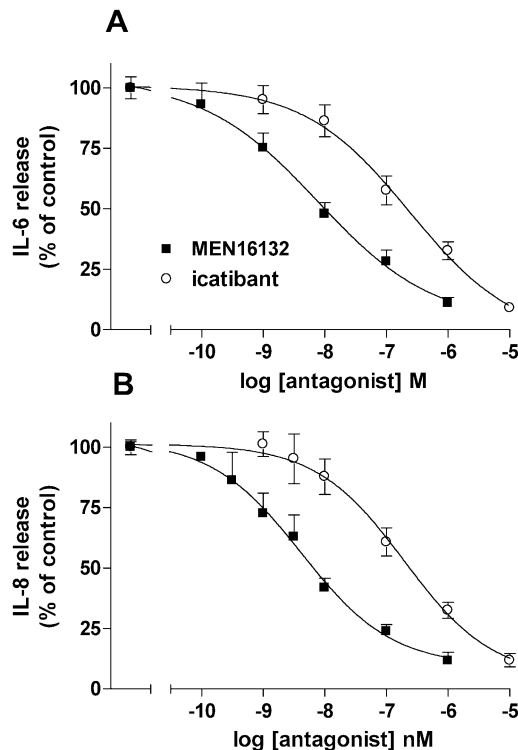 A
IL-6 release
(% of control)
100
75
50
25
0
MEN16132
icatibant
-10 -9 -8 -7 -6 -5
log [antagonist] M
B
IL-8 release
(% of control)
100
75
50
25
0
-10 -9 -8 -7 -6 -5
log [antagonist] nM